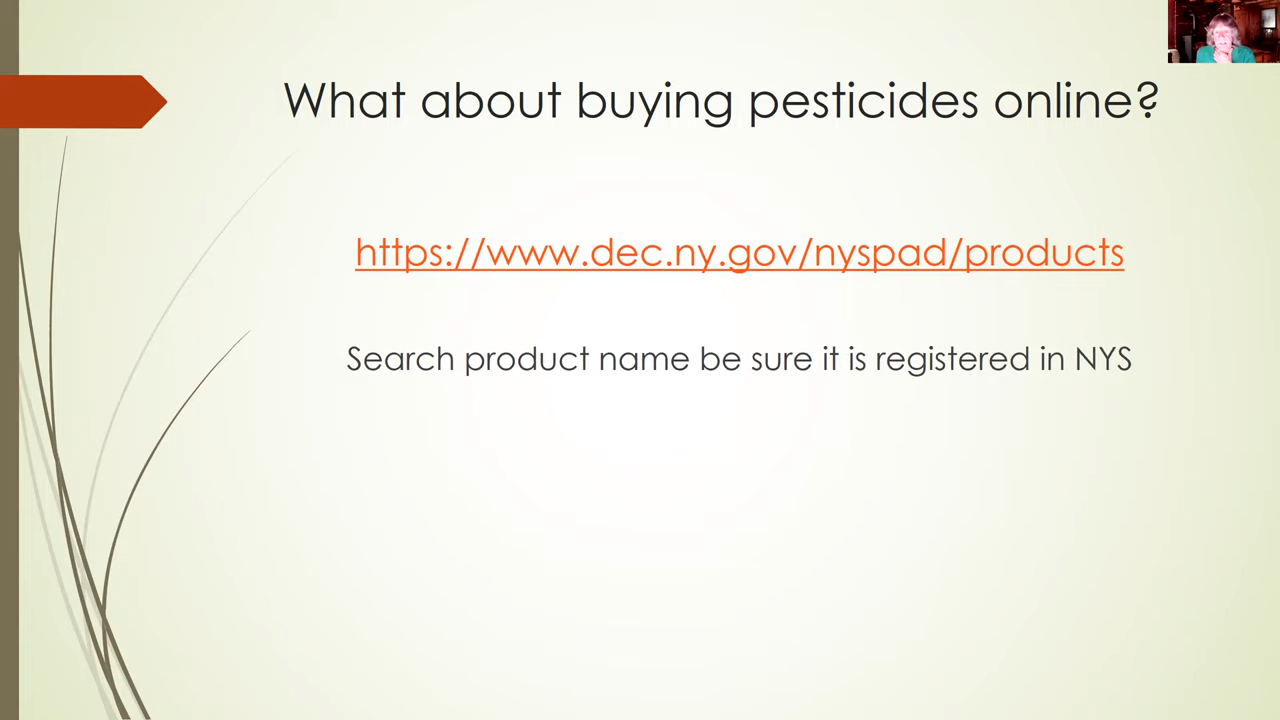 What about buying pesticides online?
https://www.dec.ny.gov/nyspad/products
Search product name be sure it is registered in NYS